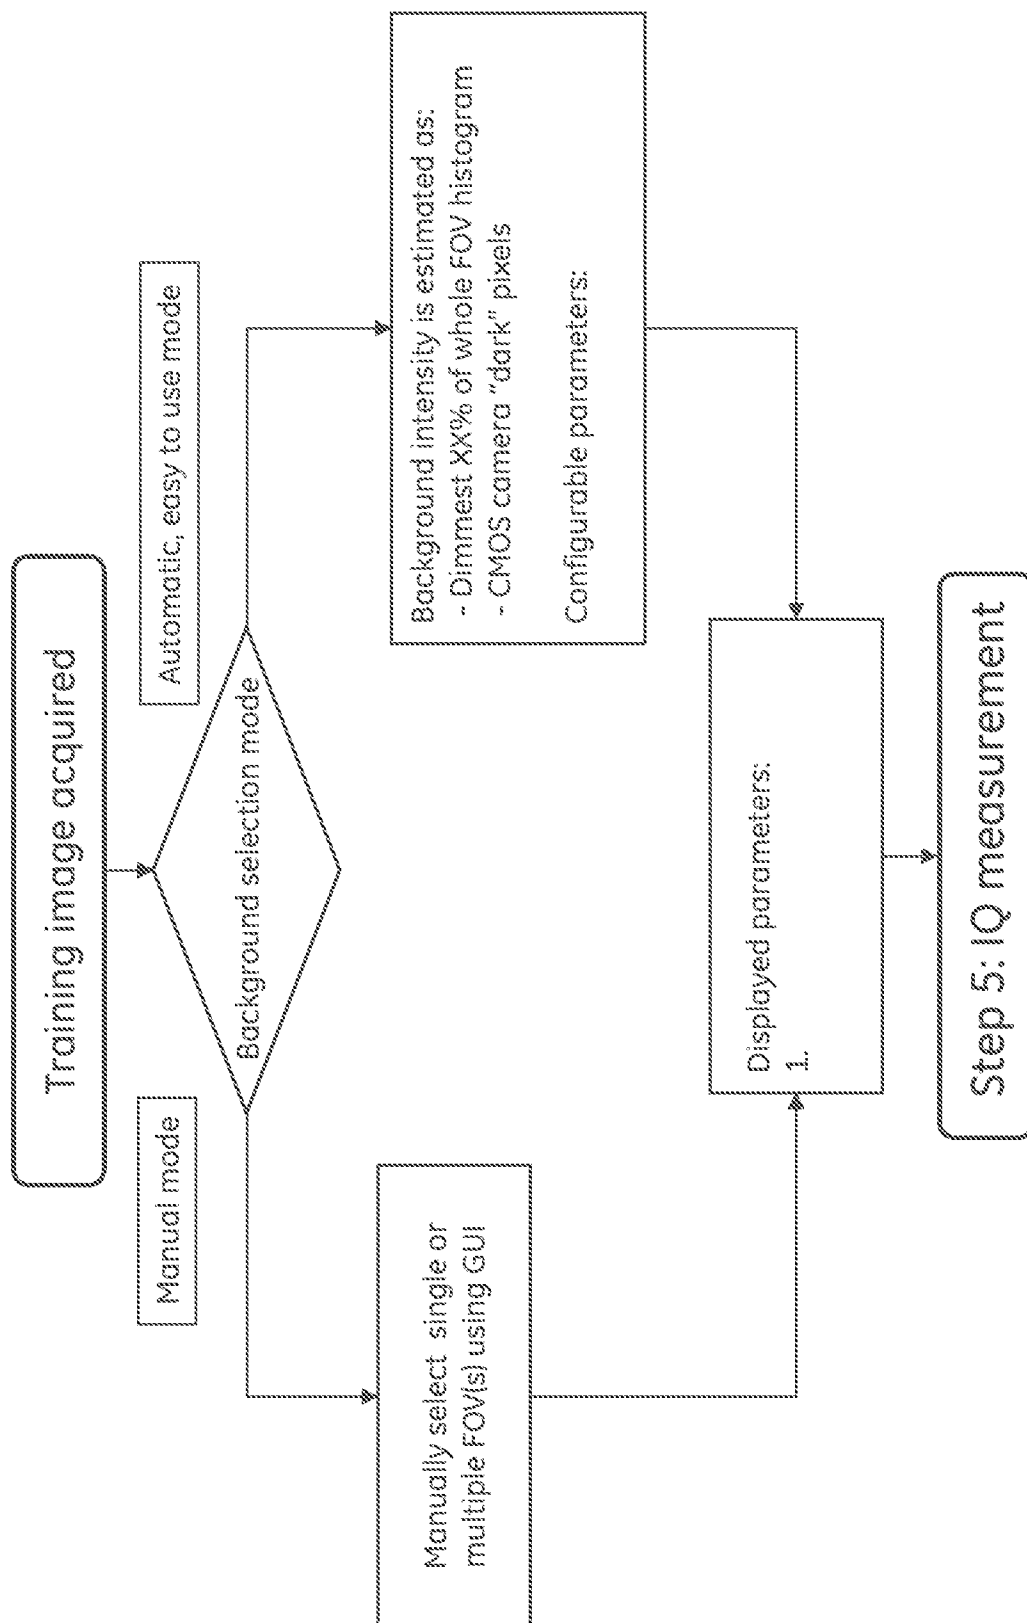 Training image acquired
Manual mode
Automatic, easy to use mode
Background selection mode
Manually select single or
multiple FOV(s) using GUI
Background intensity is estimated as:
- Dimmest XX% of whole FOV histogram
- CMOS camera "dark" pixels
Configurable parameters:
Displayed parameters:
1.
Step 5: IQ measurement